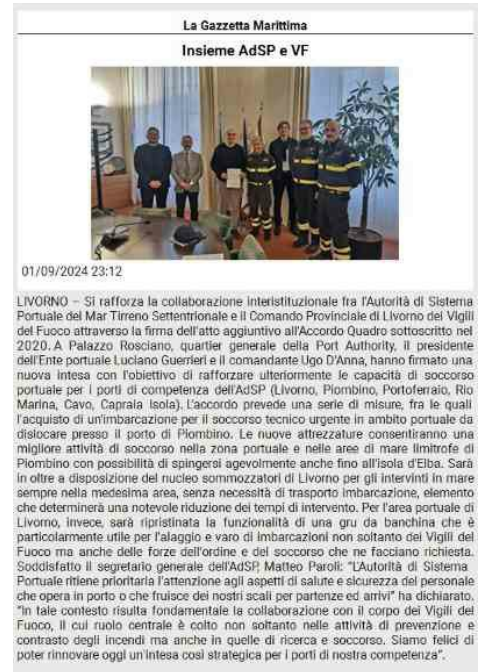 La Gazzetta Marittima
Insieme AdSP e VF
01/09/2024 23:12
LIVORNO – Si rafforza la collaborazione interistituzionale fra l'Autorità di Sistema
Portuale del Mar Tirreno Settentrionale e il Comando Provinciale di Livorno dei Vigili
del Fuoco attraverso la firma dell'atto aggiuntivo all'Accordo Quadro sottoscritto nel
2020. A Palazzo Rosciano, quartier generale della Port Authority, il presidente
dell'Ente portuale Luciano Guerrieri e il comandante Ugo D'Anna, hanno firmato una
nuova intesa con l'obiettivo di rafforzare ulteriormente le capacità di soccorso
portuale per i porti di competenza dell'AdSP (Livorno, Piombino, Portoferraio, Rio
Marina, Cavo, Capraia Isola). L'accordo prevede una serie di misure, fra le quali
l'acquisto di un'imbarcazione per il soccorso tecnico urgente in ambito portuale da
dislocare presso il porto di Piombino. Le nuove attrezzature consentiranno una
migliore attività di soccorso nella zona portuale e nelle aree di mare limitrofe di
Piombino con possibilità di spingersi agevolmente anche fino all'isola d'Elba. Sarà
in oltre a disposizione del nucleo sommozzatori di Livorno per gli intervinti in mare
sempre nella medesima area, senza necessità di trasporto imbarcazione, elemento
che determinerà una notevole riduzione dei tempi di intervento. Per l'area portuale di
Livorno, invece, sarà ripristinata la funzionalità di una gru da banchina che è
particolarmente utile per l'alaggio e varo di imbarcazioni non soltanto dei Vigili del
Fuoco ma anche delle forze dell'ordine e del soccorso che ne facciano richiesta.
Soddisfatto il segretario generale dell'AdSP, Matteo Paroli: "L'Autorità di Sistema
Portuale ritiene prioritaria l'attenzione agli aspetti di salute e sicurezza del personale
che opera in porto o che fruisce dei nostri scali per partenze ed arrivi" ha dichiarato.
"In tale contesto risulta fondamentale la collaborazione con il corpo dei Vigili del
Fuoco, il cui ruolo centrale è colto non soltanto nelle attività di prevenzione e
contrasto degli incendi ma anche in quelle di ricerca e soccorso. Siamo felici di
poter rinnovare oggi un'intesa così strategica per i porti di nostra competenza".